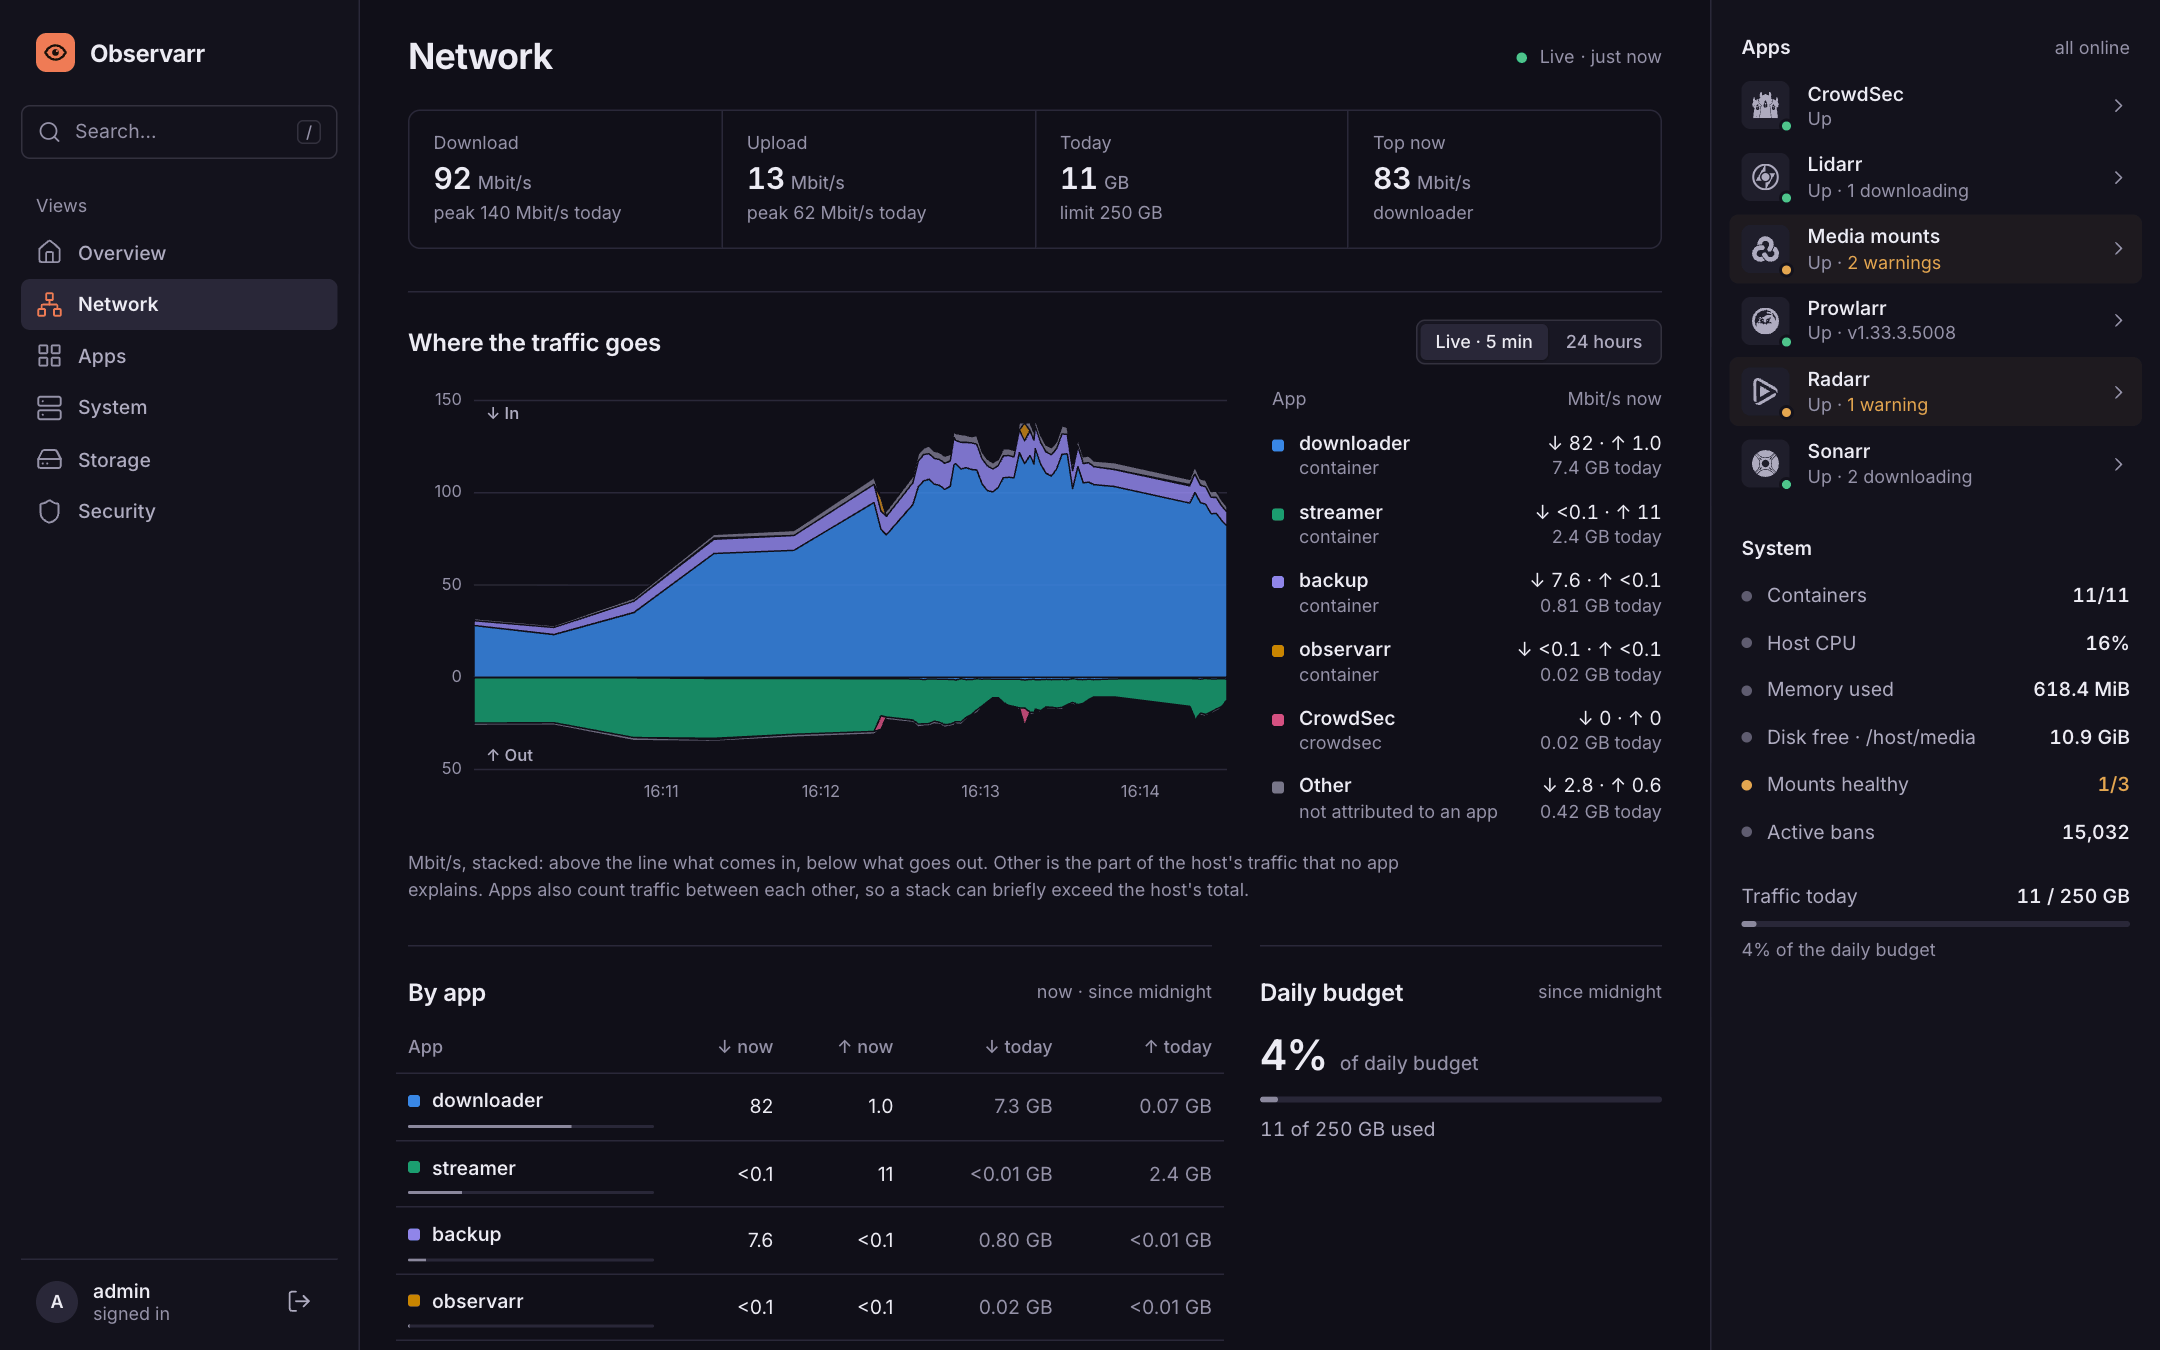 Observarr
Search...
/
Views
Overview
Network
Apps
System
Storage
Security
A
admin
signed in
Network
Live · just now
Download
92 Mbit/s
peak 140 Mbit/s today
Upload
13 Mbit/s
peak 62 Mbit/s today
Today
11 GB
limit 250 GB
Top now
83 Mbit/s
downloader
Where the traffic goes
Live · 5 min
24 hours
150
100
50
0
50
↓ In
↑ Out
16:11
16:12
16:13
16:14
App
Mbit/s now
downloader
↓ 82 · ↑ 1.0
container
7.4 GB today
streamer
↓ <0.1 · ↑ 11
container
2.4 GB today
backup
↓ 7.6 · ↑ <0.1
container
0.81 GB today
observarr
↓ <0.1 · ↑ <0.1
container
0.02 GB today
CrowdSec
↓ 0 · ↑ 0
crowdsec
0.02 GB today
Other
↓ 2.8 · ↑ 0.6
not attributed to an app
0.42 GB today
Mbit/s, stacked: above the line what comes in, below what goes out. Other is the part of the host's traffic that no app
explains. Apps also count traffic between each other, so a stack can briefly exceed the host's total.
By app
now · since midnight
App ↓ now ↑ now ↓ today ↑ today
downloader 82 1.0 7.3 GB 0.07 GB
streamer <0.1 11 <0.01 GB 2.4 GB
backup 7.6 <0.1 0.80 GB <0.01 GB
observarr <0.1 <0.1 0.02 GB <0.01 GB
Daily budget
since midnight
4% of daily budget
11 of 250 GB used
Apps
all online
CrowdSec
Up
Lidarr
Up · 1 downloading
Media mounts
Up · 2 warnings
Prowlarr
Up · v1.33.3.5008
Radarr
Up · 1 warning
Sonarr
Up · 2 downloading
System
Containers 11/11
Host CPU 16%
Memory used 618.4 MiB
Disk free · /host/media 10.9 GiB
Mounts healthy 1/3
Active bans 15,032
Traffic today 11 / 250 GB
4% of the daily budget